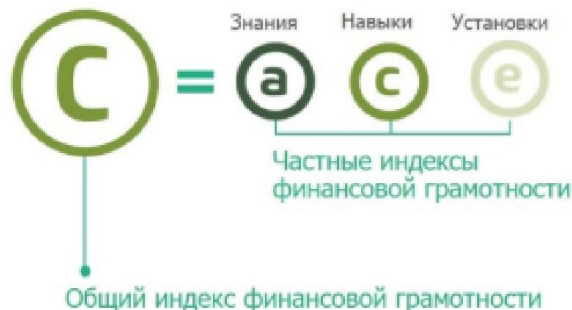 Знания Навыки Установки
C = a c e
Частные индексы
финансовой грамотности
Общий индекс финансовой грамотности